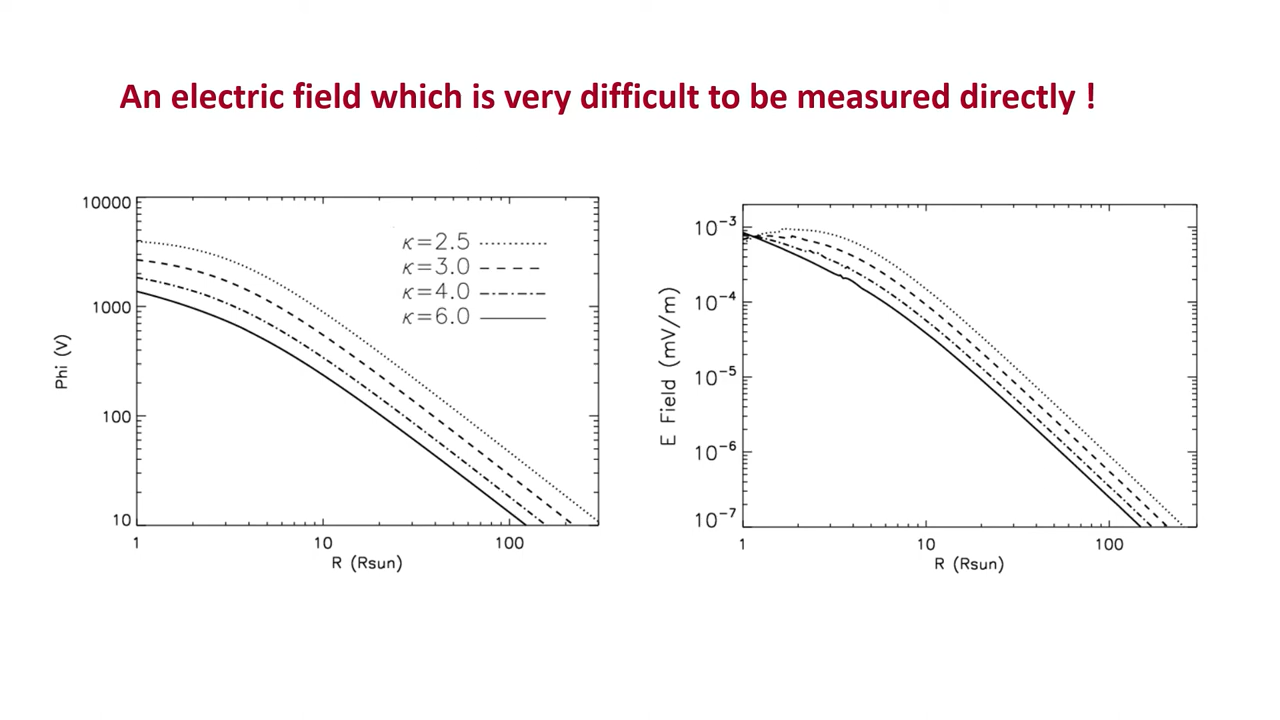 An electric field which is very difficult to be measured directly !
10000
1000
100
10
Phi (V)
1
10
100
R (Rsun)
κ=2.5
κ=3.0
κ=4.0
κ=6.0
10⁻³
10⁻⁴
10⁻⁵
10⁻⁶
10⁻⁷
E Field (mV/m)
1
10
100
R (Rsun)